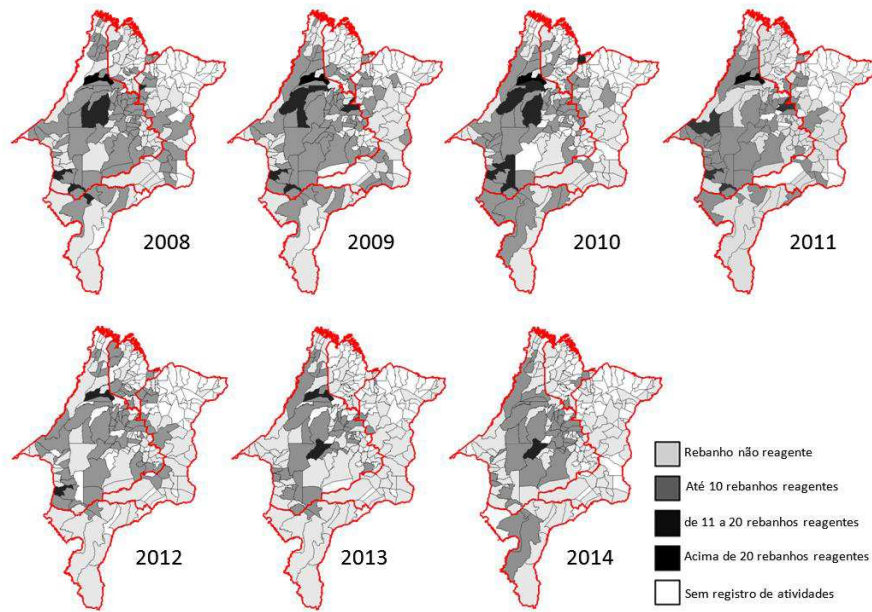 2008
2009
2010
2011
2012
2013
2014
Rebanho não reagente
Até 10 rebanhos reagentes
de 11 a 20 rebanhos reagentes
Acima de 20 rebanhos reagentes
Sem registro de atividades